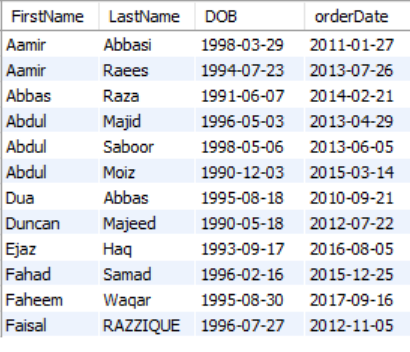 FirstName LastName DOB orderDate
Aamir Abbasi 1998-03-29 2011-01-27
Aamir Raees 1994-07-23 2013-07-26
Abbas Raza 1991-06-07 2014-02-21
Abdul Majid 1996-05-03 2013-04-29
Abdul Saboor 1998-05-06 2013-06-05
Abdul Moiz 1990-12-03 2015-03-14
Dua Abbas 1995-08-18 2010-09-21
Duncan Majeed 1990-05-18 2012-07-22
Ejaz Haq 1993-09-17 2016-08-05
Fahad Samad 1996-02-16 2015-12-25
Faheem Waqar 1995-08-30 2017-09-16
Faisal RAZZIQUE 1996-07-27 2012-11-05